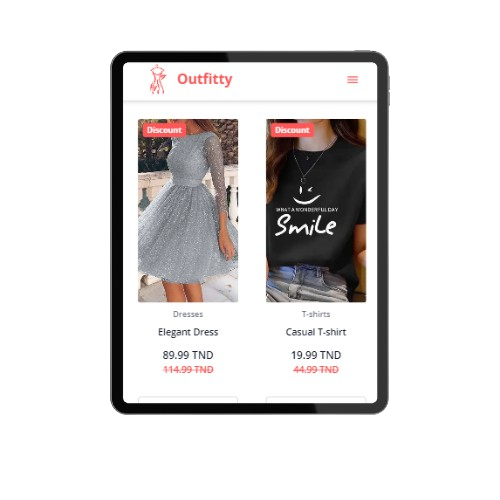 Outfitty
Discount
Discount
WHAT A WONDERFUL DAY
Smile
Dresses
T-shirts
Elegant Dress
Casual T-shirt
89.99 TND
19.99 TND
114.99 TND
44.99 TND